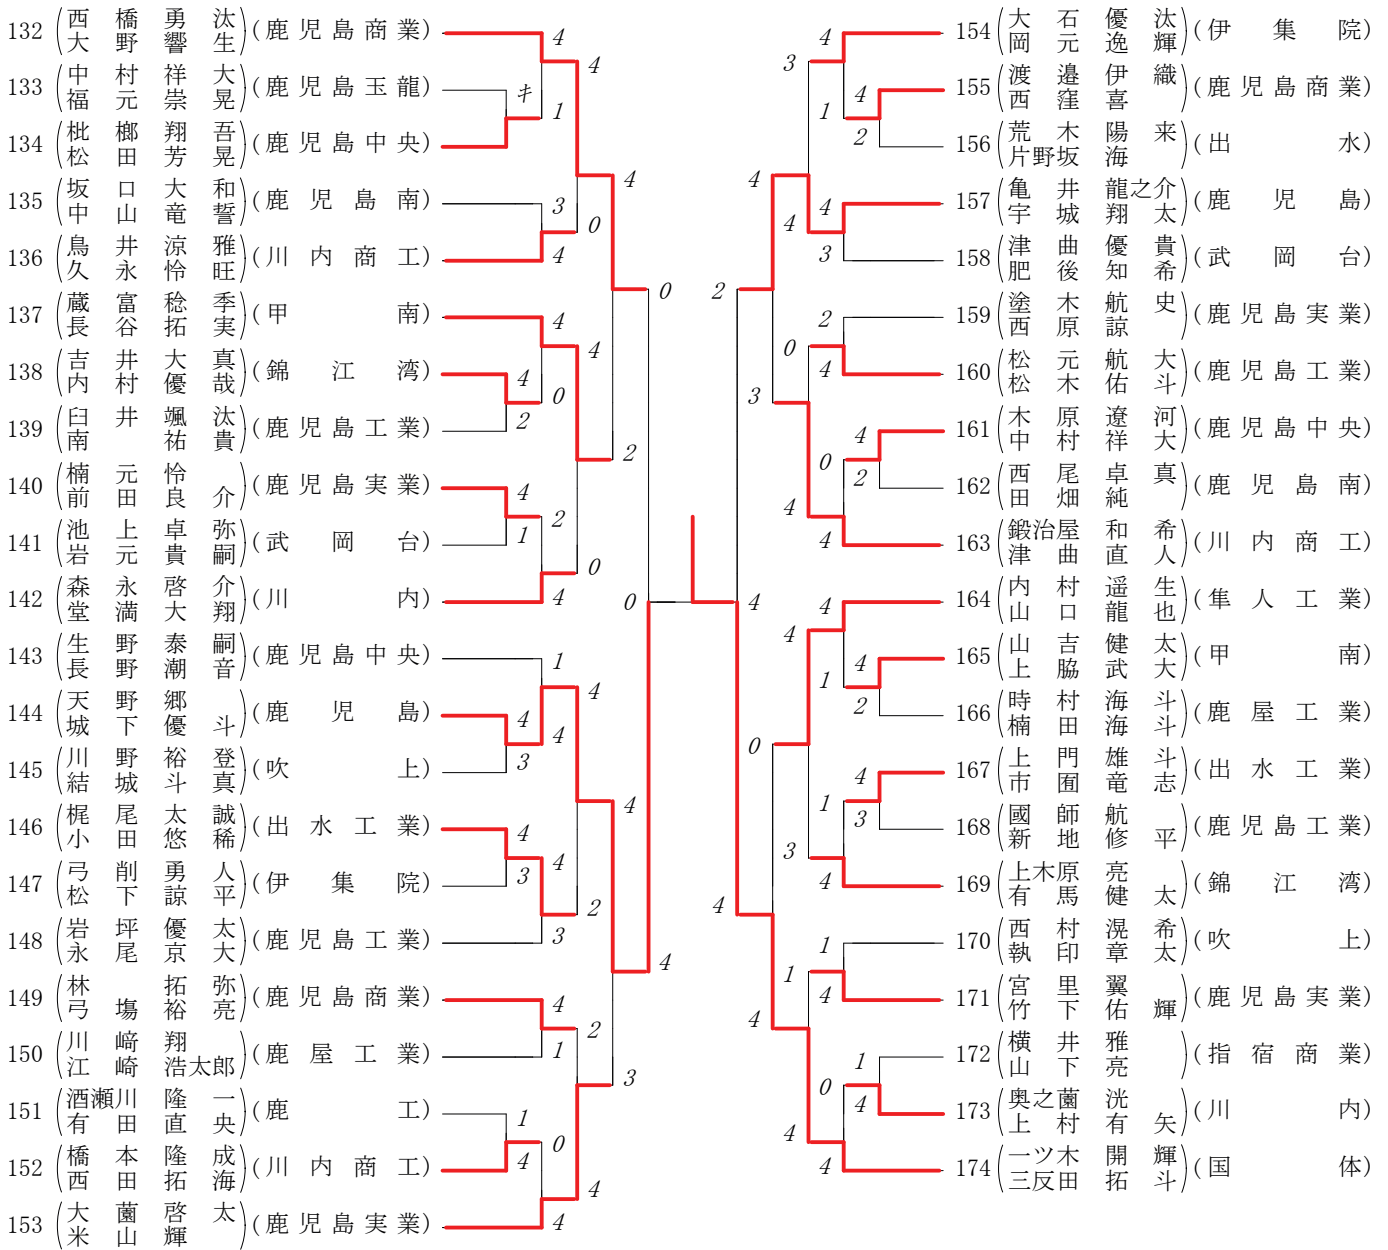 132 (西橋勇汰 大野響生) (鹿児島商業)
133 (中村祥大 福元崇晃) (鹿児島玉龍)
134 (枇榔翔吾 松田芳晃) (鹿児島中央)
135 (坂口大和 中山竜誓) (鹿児島南)
136 (鳥井涼雅 久永怜旺) (川内商工)
137 (蔵富稔季 長谷拓実) (甲南)
138 (吉井大真 内村優哉) (錦江湾)
139 (臼井颯汰 南祐貴) (鹿児島工業)
140 (楠元怜 前田良介) (鹿児島実業)
141 (池上卓弥 岩元貴嗣) (武岡台)
142 (森永啓介 堂満大翔) (川内)
143 (生野泰嗣 長野潮音) (鹿児島中央)
144 (天野郷 城下優斗) (鹿児島)
145 (川野裕登 結城斗真) (吹上)
146 (梶尾太誠 小田悠稀) (出水工業)
147 (弓削勇人 松下諒平) (伊集院)
148 (岩坪優太 永尾京大) (鹿児島工業)
149 (林拓弥 弓場裕亮) (鹿児島商業)
150 (川﨑翔 江崎浩太郎) (鹿屋工業)
151 (酒瀬川隆一 有田直央) (鹿工)
152 (橋本隆成 西田拓海) (川内商工)
153 (大薗啓太 米山輝) (鹿児島実業)
4
4
キ
1
4
3
0
4
0
4
4
4
0
2
2
4
2
1
0
4
0
1
4
4
4
3
4
4
4
3
2
3
4
4
2
1
3
1
0
4
4
4
2
4
154 (大石優汰 岡元逸輝) (伊集院)
155 (渡邉伊織 西窪喜) (鹿児島商業)
156 (荒木陽来 片野坂海) (出水)
157 (亀井龍之介 宇城翔太) (鹿児島)
158 (津曲優貴 肥後知希) (武岡台)
159 (塗木航史 西原諒) (鹿児島実業)
160 (松元航大 松木佑斗) (鹿児島工業)
161 (木原遼河 中村祥大) (鹿児島中央)
162 (西尾卓真 田畑純) (鹿児島南)
163 (鍛治屋和希 津曲直人) (川内商工)
164 (内村遥生 山口龍也) (隼人工業)
165 (山吉健太 上脇武大) (甲南)
166 (時村海斗 楠田海斗) (鹿屋工業)
167 (上門雄斗 市囿竜志) (出水工業)
168 (國師航 新地修平) (鹿児島工業)
169 (上木原亮 有馬健太) (錦江湾)
170 (西村滉希 執印章太) (吹上)
171 (宮里翼 竹下佑輝) (鹿児島実業)
172 (横井雅 山下亮) (指宿商業)
173 (奥之薗洸 上村有矢) (川内)
174 (一ツ木開輝 三反田拓斗) (国体)
4
3
4
1
2
4
4
4
3
2
2
0
4
3
4
0
2
4
4
4
4
4
4
1
2
0
4
1
3
3
4
4
1
1
4
4
1
0
4
4
4